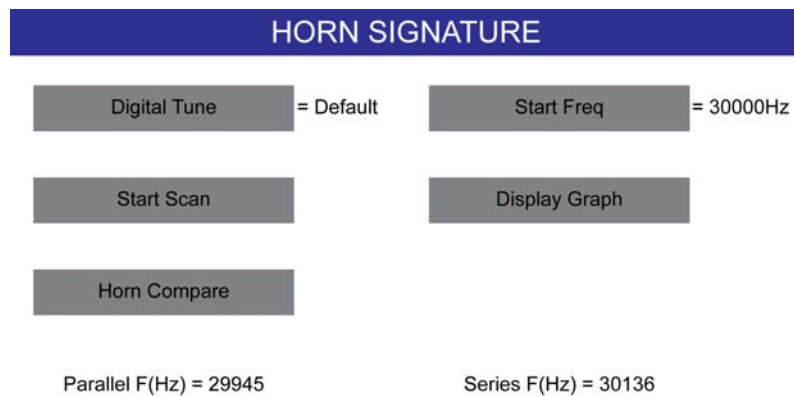 HORN SIGNATURE
Digital Tune = Default Start Freq = 30000Hz
Start Scan Display Graph
Horn Compare
Parallel F(Hz) = 29945 Series F(Hz) = 30136